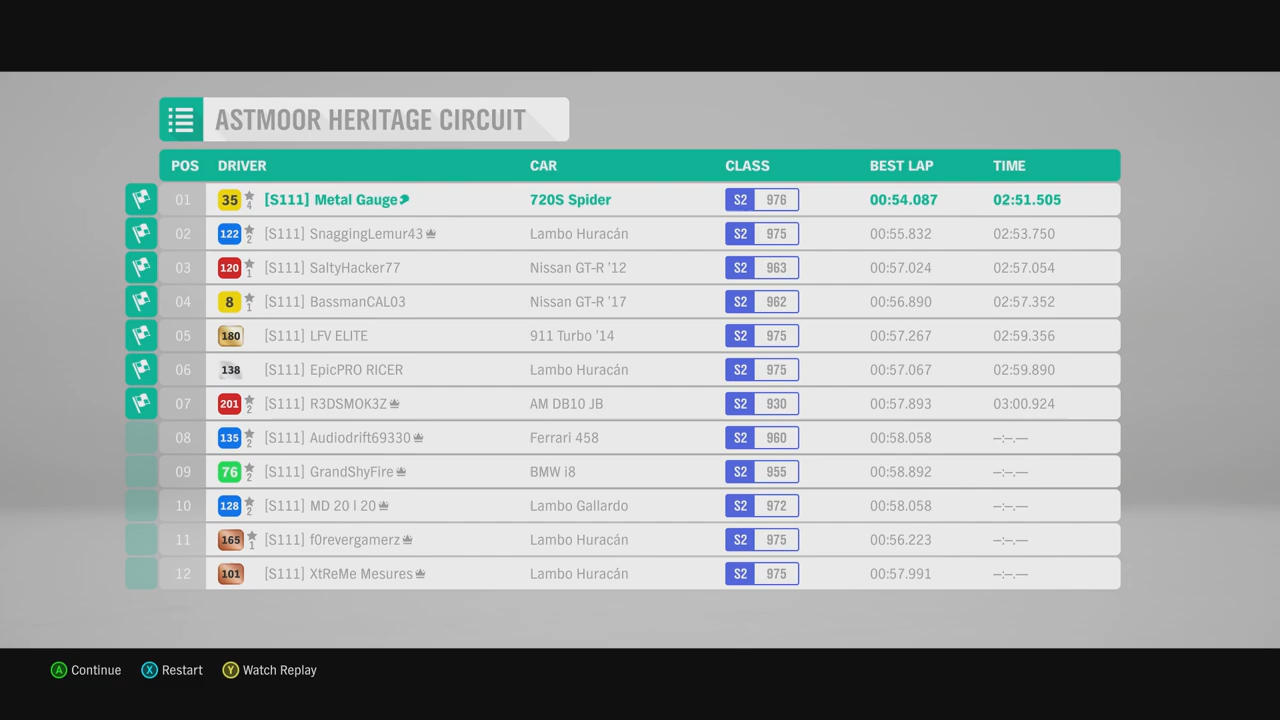 ASTMOOR HERITAGE CIRCUIT
POS DRIVER CAR CLASS BEST LAP TIME
01 35 4 [S111] Metal Gauge 720S Spider S2 976 00:54.087 02:51.505
02 122 2 [S111] SnaggingLemur43 Lambo Huracán S2 975 00:55.832 02:53.750
03 120 1 [S111] SaltyHacker77 Nissan GT-R '12 S2 963 00:57.024 02:57.054
04 8 1 [S111] BassmanCAL03 Nissan GT-R '17 S2 962 00:56.890 02:57.352
05 180 [S111] LFV ELITE 911 Turbo '14 S2 975 00:57.267 02:59.356
06 138 [S111] EpicPRO RICER Lambo Huracán S2 975 00:57.067 02:59.890
07 201 2 [S111] R3DSMOK3Z AM DB10 JB S2 930 00:57.893 03:00.924
08 135 2 [S111] Audiodrift69330 Ferrari 458 S2 960 00:58.058 --:--.---
09 76 2 [S111] GrandShyFire BMW i8 S2 955 00:58.892 --:--.---
10 128 2 [S111] MD 20 l 20 Lambo Gallardo S2 972 00:58.058 --:--.---
11 165 1 [S111] f0revergamerz Lambo Huracán S2 975 00:56.223 --:--.---
12 101 [S111] XtReMe Mesures Lambo Huracán S2 975 00:57.991 --:--.---
A Continue X Restart Y Watch Replay